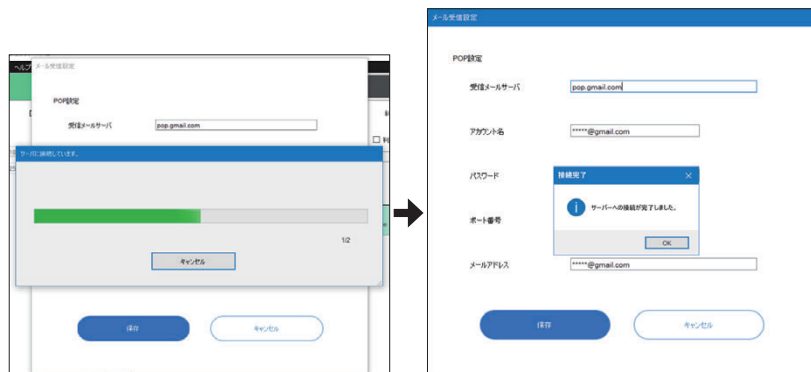 ヘルプ
メール受信設定
POP設定
受信メールサーバ
pop.gmail.com
サーバに接続しています。
1/2
キャンセル
保存
キャンセル
メール受信設定
POP設定
受信メールサーバ
pop.gmail.com
アカウント名
*****@gmail.com
パスワード
接続完了
サーバーへの接続が完了しました。
ポート番号
OK
メールアドレス
*****@gmail.com
保存
キャンセル